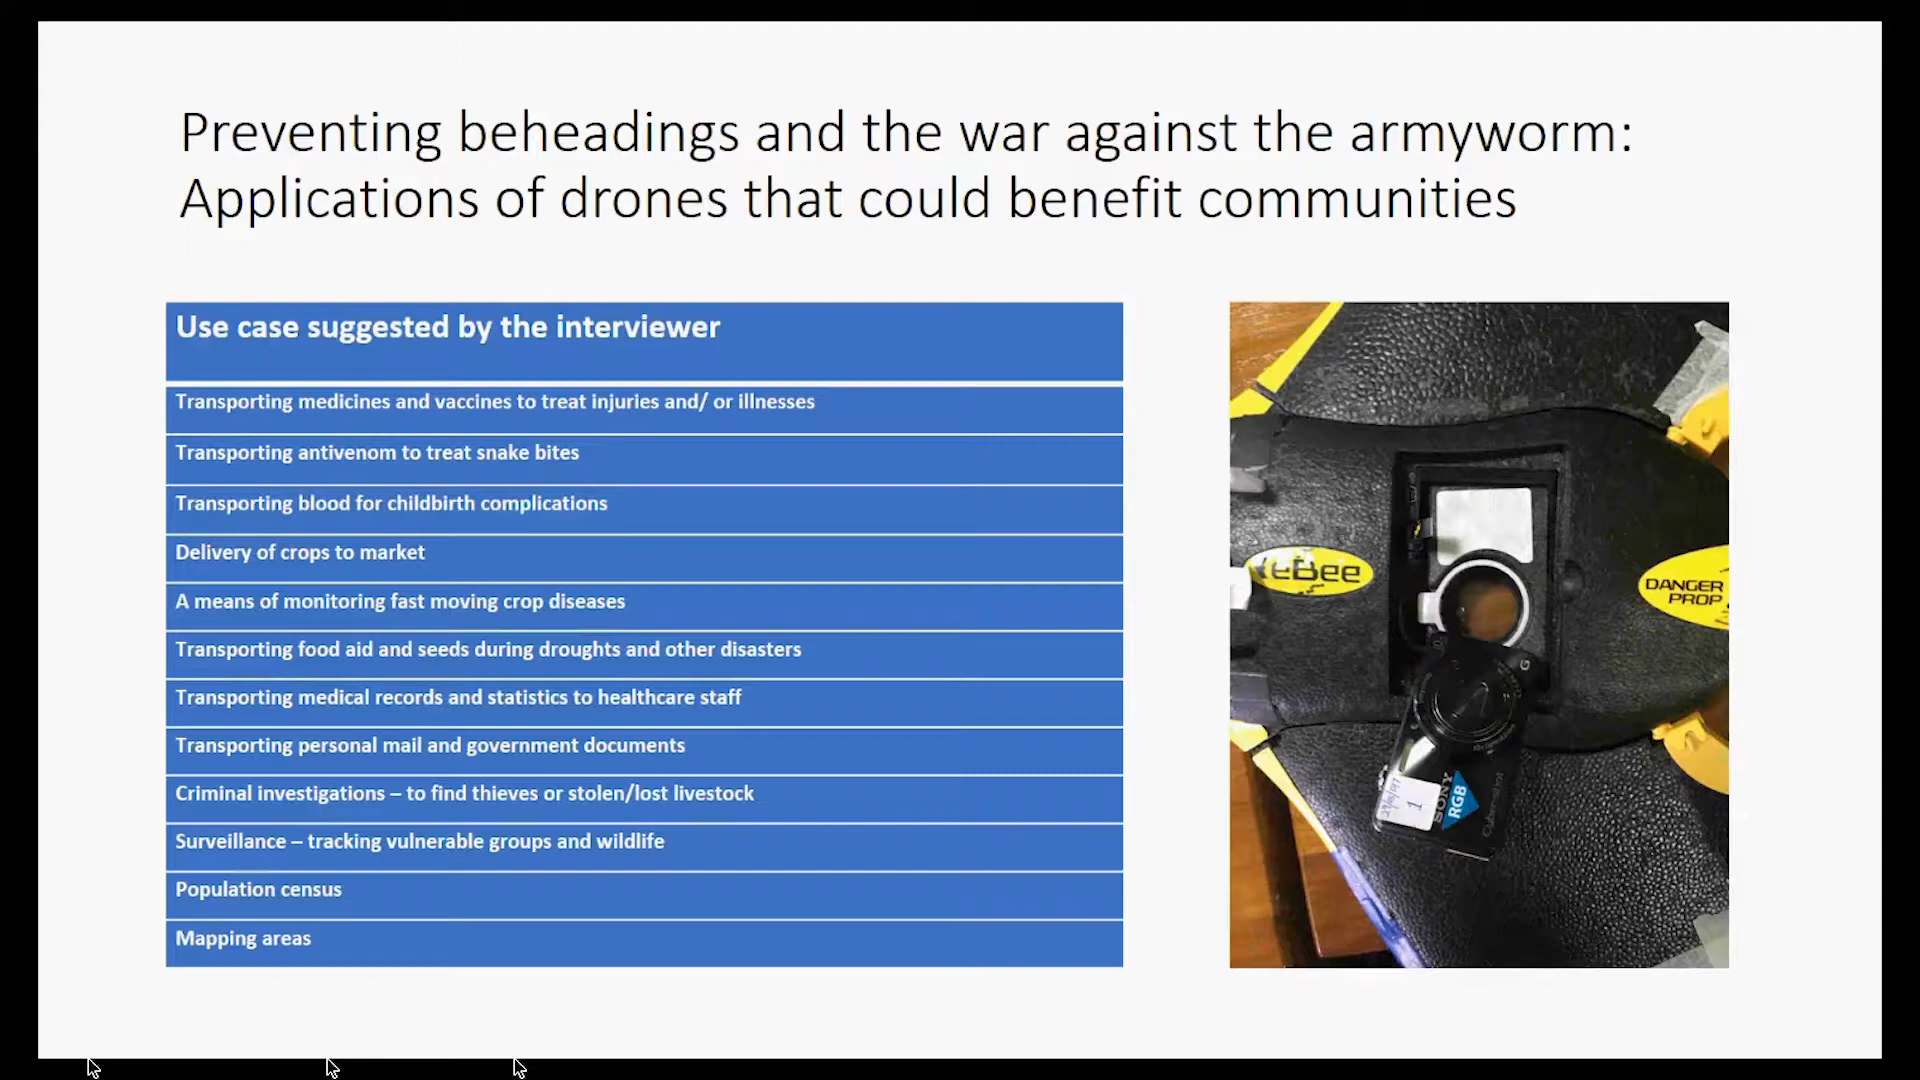 Preventing beheadings and the war against the armyworm:
Applications of drones that could benefit communities
Use case suggested by the interviewer
Transporting medicines and vaccines to treat injuries and/ or illnesses
Transporting antivenom to treat snake bites
Transporting blood for childbirth complications
Delivery of crops to market
A means of monitoring fast moving crop diseases
Transporting food aid and seeds during droughts and other disasters
Transporting medical records and statistics to healthcare staff
Transporting personal mail and government documents
Criminal investigations – to find thieves or stolen/lost livestock
Surveillance – tracking vulnerable groups and wildlife
Population census
Mapping areas
eBee
DANGER
PROP
G
1
SONY
RGB